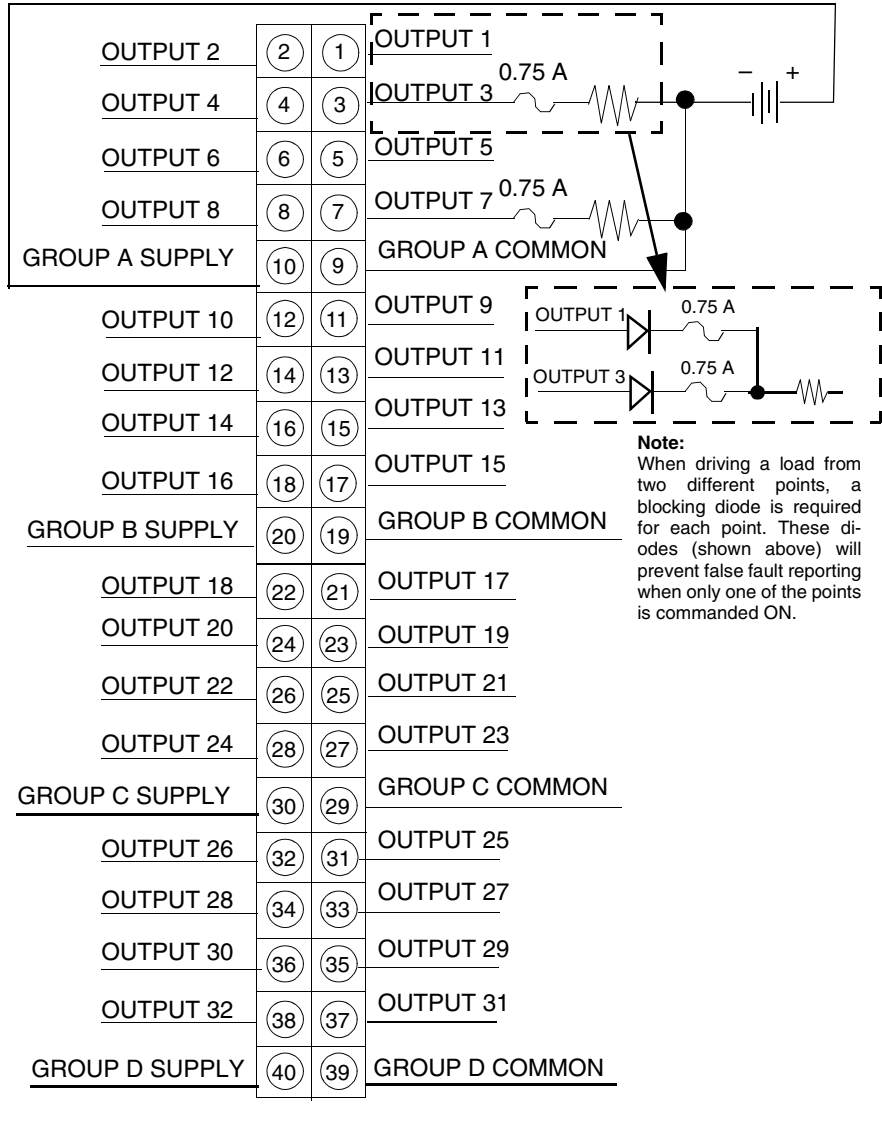 OUTPUT 2 2 1 OUTPUT 1
0.75 A
– +
OUTPUT 4 4 3 OUTPUT 3
OUTPUT 6 6 5 OUTPUT 5
0.75 A
OUTPUT 8 8 7 OUTPUT 7
GROUP A SUPPLY 10 9 GROUP A COMMON
OUTPUT 10 12 11 OUTPUT 9
OUTPUT 12 14 13 OUTPUT 11
OUTPUT 14 16 15 OUTPUT 13
OUTPUT 16 18 17 OUTPUT 15
GROUP B SUPPLY 20 19 GROUP B COMMON
OUTPUT 18 22 21 OUTPUT 17
OUTPUT 20 24 23 OUTPUT 19
OUTPUT 22 26 25 OUTPUT 21
OUTPUT 24 28 27 OUTPUT 23
GROUP C SUPPLY 30 29 GROUP C COMMON
OUTPUT 26 32 31 OUTPUT 25
OUTPUT 28 34 33 OUTPUT 27
OUTPUT 30 36 35 OUTPUT 29
OUTPUT 32 38 37 OUTPUT 31
GROUP D SUPPLY 40 39 GROUP D COMMON
OUTPUT 1 0.75 A
OUTPUT 3 0.75 A
Note:
When driving a load from
two different points, a
blocking diode is required
for each point. These di-
odes (shown above) will
prevent false fault reporting
when only one of the points
is commanded ON.